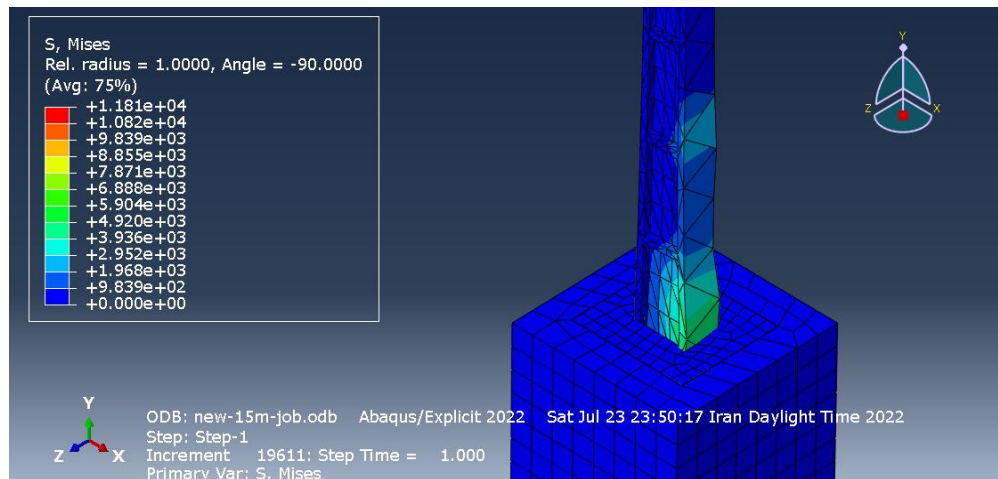 S, Mises
Rel. radius = 1.0000, Angle = -90.0000
(Avg: 75%)
+1.181e+04
+1.082e+04
+9.839e+03
+8.855e+03
+7.871e+03
+6.888e+03
+5.904e+03
+4.920e+03
+3.936e+03
+2.952e+03
+1.968e+03
+9.839e+02
+0.000e+00
Y
Z X
Y
Z X
ODB: new-15m-job.odb Abaqus/Explicit 2022 Sat Jul 23 23:50:17 Iran Daylight Time 2022
Step: Step-1
Increment 19611: Step Time = 1.000
Primary Var: S, Mises